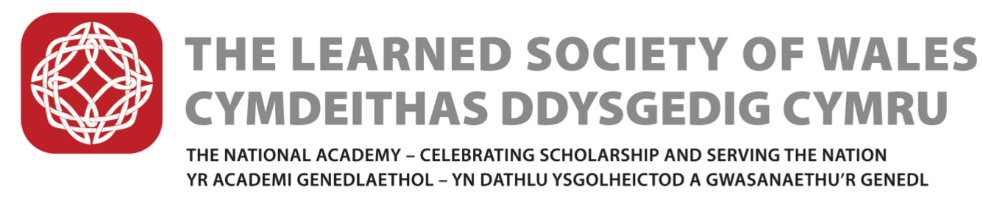 THE LEARNED SOCIETY OF WALES
CYMDEITHAS DDYSGEDIG CYMRU
THE NATIONAL ACADEMY – CELEBRATING SCHOLARSHIP AND SERVING THE NATION
YR ACADEMI GENEDLAETHOL – YN DATHLU YSGOLHEICTOD A GWASANAETHU'R GENEDL